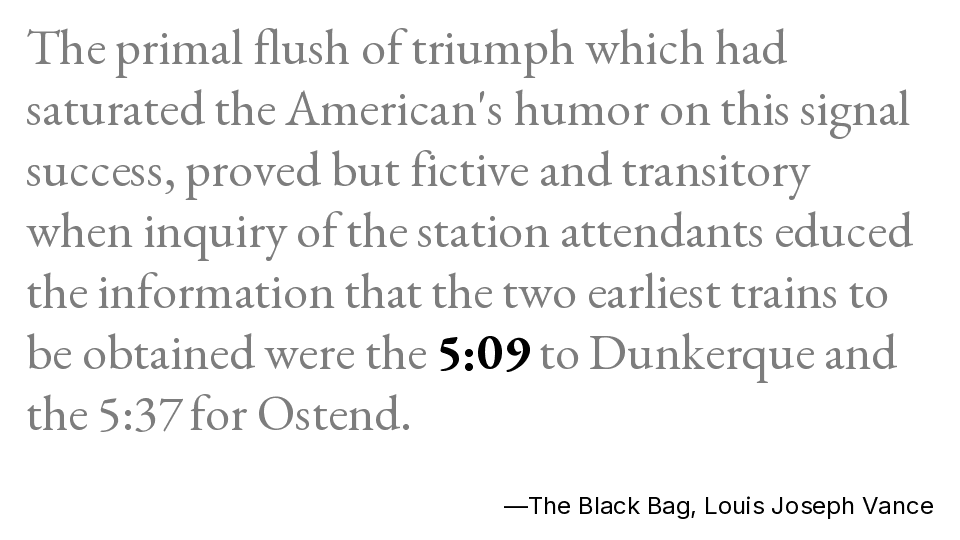 The primal flush of triumph which had
saturated the American's humor on this signal
success, proved but fictive and transitory
when inquiry of the station attendants educed
the information that the two earliest trains to
be obtained were the 5:09 to Dunkerque and
the 5:37 for Ostend.
—The Black Bag, Louis Joseph Vance